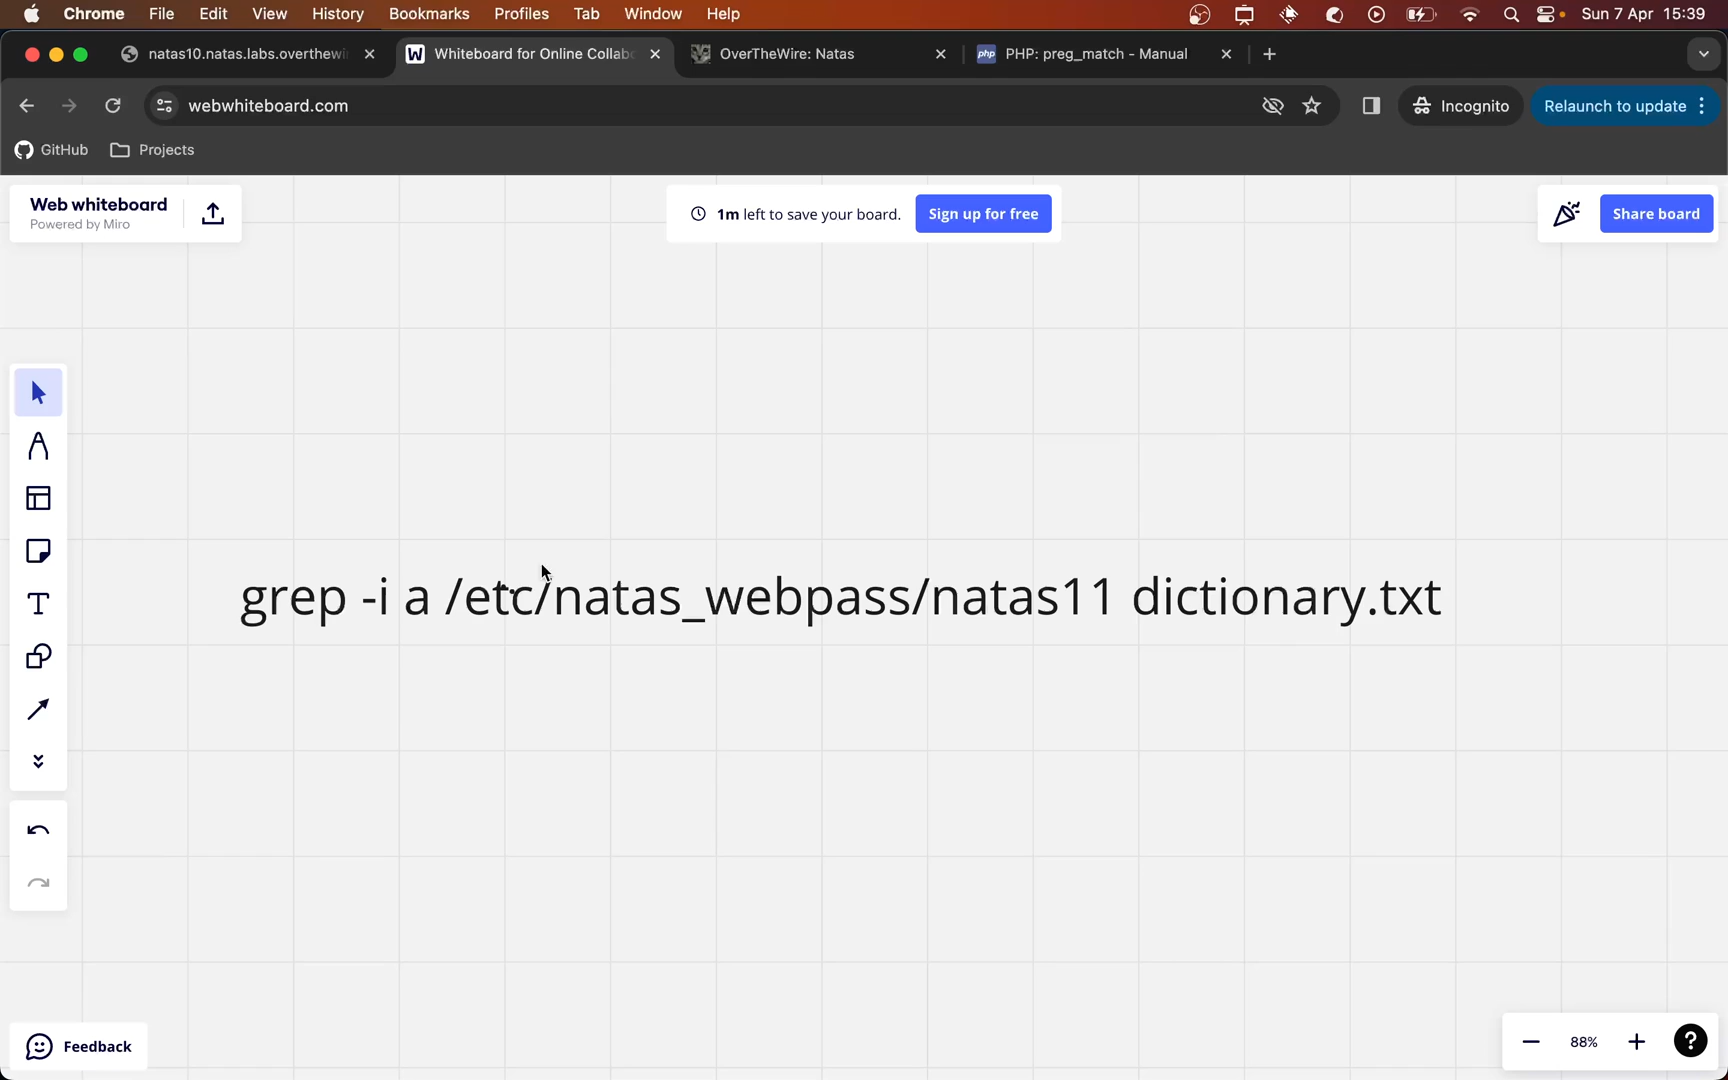 Chrome File Edit View History Bookmarks Profiles Tab Window Help Sun 7 Apr 15:39
natas10.natas.labs.overthewi Whiteboard for Online Collab OverTheWire: Natas php PHP: preg_match - Manual
webwhiteboard.com Incognito Relaunch to update
GitHub Projects
Web whiteboard
Powered by Miro
1m left to save your board. Sign up for free
Share board
grep -i a /etc/natas_webpass/natas11 dictionary.txt
Feedback
88% ?